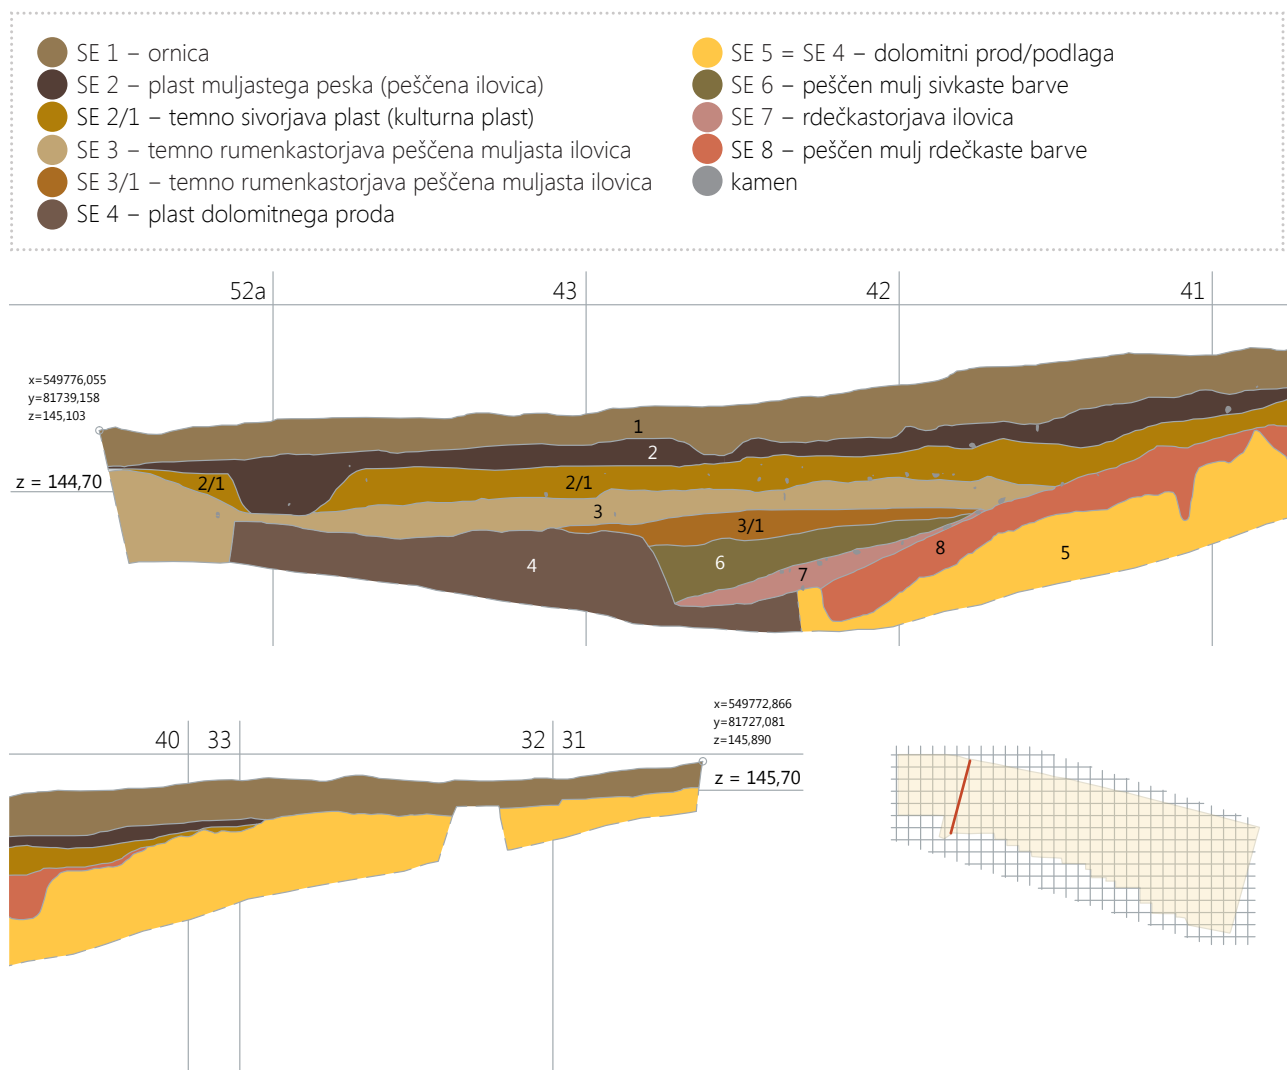 SE 1 – ornica
SE 2 – plast muljastega peska (peščena ilovica)
SE 2/1 – temno sivorjava plast (kulturna plast)
SE 3 – temno rumenkastorjava peščena muljasta ilovica
SE 3/1 – temno rumenkastorjava peščena muljasta ilovica
SE 4 – plast dolomitnega proda
SE 5 = SE 4 – dolomitni prod/podlaga
SE 6 – peščen mulj sivkaste barve
SE 7 – rdečkastorjava ilovica
SE 8 – peščen mulj rdečkaste barve
kamen
52a 43 42 41
x=549776,055
y=81739,158
z=145,103
z = 144,70
1
2
2/1 2/1
3
3/1
4
6
7
8
5
40 33 32 31
x=549772,866
y=81727,081
z=145,890
z = 145,70